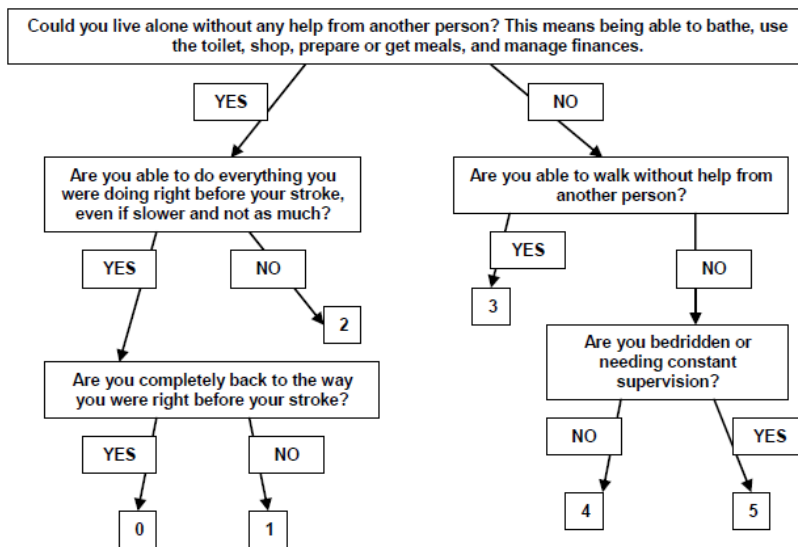 Could you live alone without any help from another person? This means being able to bathe, use
the toilet, shop, prepare or get meals, and manage finances.
YES
NO
Are you able to do everything you
were doing right before your stroke,
even if slower and not as much?
Are you able to walk without help from
another person?
YES
NO
YES
NO
2
3
Are you bedridden or
needing constant
supervision?
Are you completely back to the way
you were right before your stroke?
YES
NO
NO
YES
0
1
4
5